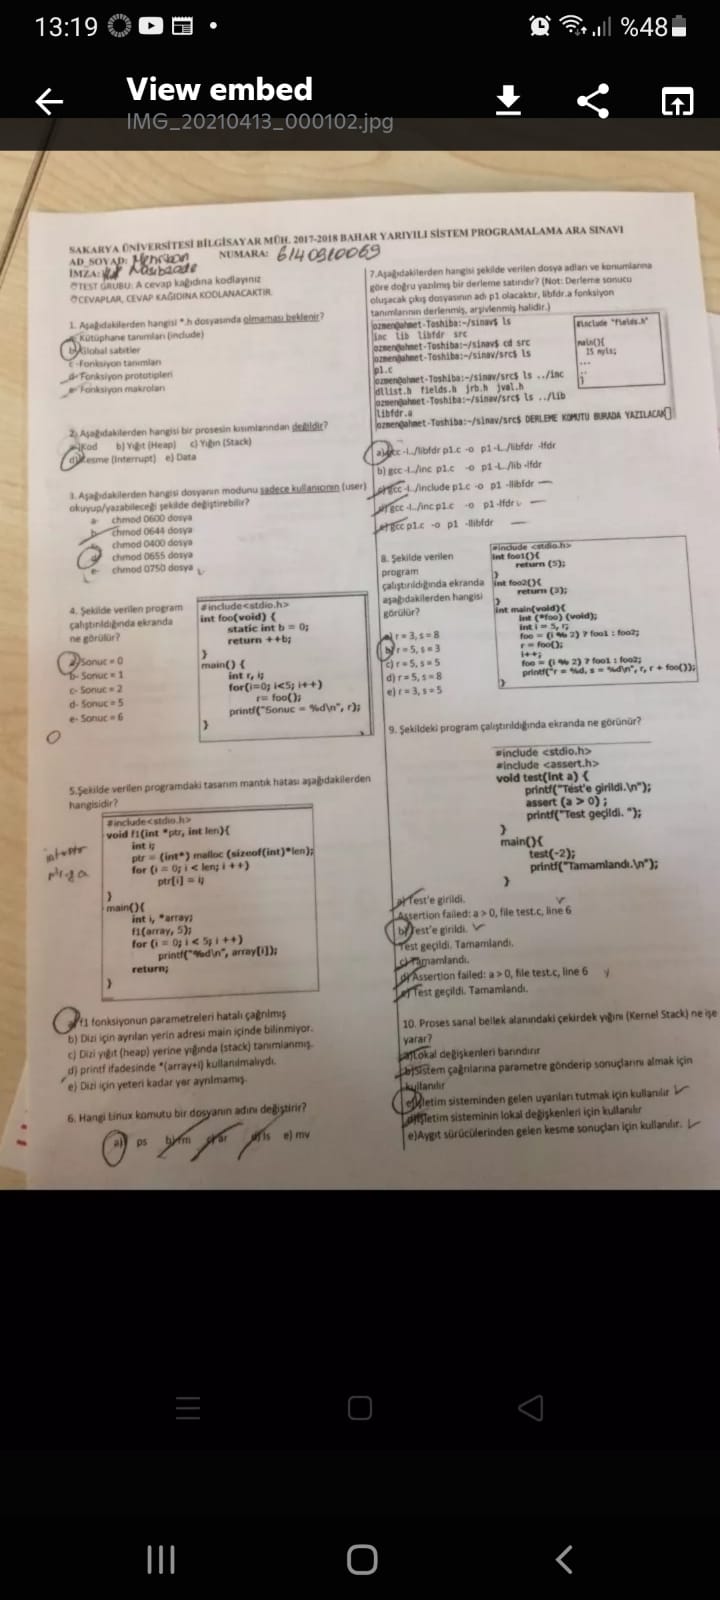 13:19
%48
View embed
IMG_20210413_000102.jpg
SAKARYA ÜNİVERSİTESİ BİLGİSAYAR MÜH. 2017-2018 BAHAR YARIYILI SİSTEM PROGRAMALAMA ARA SINAVI
AD_SOYAD:
NUMARA:
İMZA:
TEST GRUBU: A cevap kağıdına kodlayınız
CEVAPLAR, CEVAP KAĞIDINA KODLANACAKTIR.
1. Aşağıdakilerden hangisi *.h dosyasında olmaması beklenir?
a- Kütüphane tanımları (include)
b- Global sabitler
c- Fonksiyon tanımları
d- Fonksiyon prototipleri
e- Fonksiyon makroları
2. Aşağıdakilerden hangisi bir prosesin kısımlarından değildir?
a)Kod b) Yığıt (Heap) c) Yığın (Stack)
d)Kesme (Interrupt) e) Data
3. Aşağıdakilerden hangisi dosyanın modunu sadece kullanıcının (user)
okuyup/yazabileceği şekilde değiştirebilir?
a- chmod 0600 dosya
b- chmod 0644 dosya
chmod 0400 dosya
d- chmod 0655 dosya
e- chmod 0750 dosya
4. Şekilde verilen program
çalıştırıldığında ekranda
ne görülür?
a- Sonuc = 0
b- Sonuc = 1
c- Sonuc = 2
d- Sonuc = 5
e- Sonuc = 6
#include<stdio.h>
int foo(void) {
static int b = 0;
return ++b;
}
main() {
int r, i;
for(i=0; i<5; i++)
r= foo();
printf("Sonuc = %d\n", r);
}
5.Şekilde verilen programdaki tasarım mantık hatası aşağıdakilerden
hangisidir?
#include<stdio.h>
void f1(int *ptr, int len){
int i;
ptr = (int*) malloc (sizeof(int)*len);
for (i = 0; i < len; i ++)
ptr[i] = i;
}
main(){
int i, *array;
f1(array, 5);
for (i = 0; i < 5; i ++)
printf("%d\n", array[i]);
return;
}
a) f1 fonksiyonun parametreleri hatalı çağrılmış
b) Dizi için ayrılan yerin adresi main içinde bilinmiyor.
c) Dizi yığıt (heap) yerine yığında (stack) tanımlanmış.
d) printf ifadesinde *(array+i) kullanılmalıydı.
e) Dizi için yeteri kadar yer ayrılmamış.
6. Hangi Linux komutu bir dosyanın adını değiştirir?
a) ps b) rm c) ar d) ls e) mv
7.Aşağıdakilerden hangisi şekilde verilen dosya adları ve konumlarına
göre doğru yazılmış bir derleme satırıdır? (Not: Derleme sonucu
oluşacak çıkış dosyasının adı p1 olacaktır, libfdr.a fonksiyon
tanımlarının derlenmiş, arşivlenmiş halidir.)
ozmen@ahmet-Toshiba:~/sinav$ ls
inc lib libfdr src
ozmen@ahmet-Toshiba:~/sinav$ cd src
ozmen@ahmet-Toshiba:~/sinav/src$ ls
p1.c
ozmen@ahmet-Toshiba:~/sinav/src$ ls ../inc
dllist.h fields.h jrb.h jval.h
ozmen@ahmet-Toshiba:~/sinav/src$ ls ../lib
libfdr.a
ozmen@ahmet-Toshiba:~/sinav/src$ DERLEME KOMUTU BURADA YAZILACAK
#include "fields.h"
main(){
IS myis;
...
}
a)gcc -I../libfdr p1.c -o p1 -L./libfdr -lfdr
b) gcc -I../inc p1.c -o p1 -L../lib -lfdr
c) gcc -I../include p1.c -o p1 -llibfdr
d) gcc -I../inc p1.c -o p1 -lfdr
e) gcc p1.c -o p1 -llibfdr
8. Şekilde verilen
program
çalıştırıldığında ekranda
aşağıdakilerden hangisi
görülür?
a) r = 3, s = 8
b) r = 5, s = 3
c) r = 5, s = 5
d) r = 5, s = 8
e) r = 3, s = 5
#include <stdio.h>
int foo1(){
return (5);
}
int foo2(){
return (3);
}
int main(void){
int (*foo) (void);
int i = 5, r;
foo = (i % 2) ? foo1 : foo2;
r = foo();
i++;
foo = (i % 2) ? foo1 : foo2;
printf("r = %d, s = %d\n", r, r + foo());
}
9. Şekildeki program çalıştırıldığında ekranda ne görünür?
#include <stdio.h>
#include <assert.h>
void test(int a) {
printf("Test'e girildi.\n");
assert (a > 0) ;
printf("Test geçildi. ");
}
main(){
test(-2);
printf("Tamamlandı.\n");
}
a) Test'e girildi.
Assertion failed: a > 0, file test.c, line 6
b) Test'e girildi.
Test geçildi. Tamamlandı.
c) Tamamlandı.
d) Assertion failed: a > 0, file test.c, line 6
e) Test geçildi. Tamamlandı.
10. Proses sanal bellek alanındaki çekirdek yığını (Kernel Stack) ne işe
yarar?
a)Lokal değişkenleri barındırır
b)Sistem çağrılarına parametre gönderip sonuçlarını almak için
kullanılır
c)İşletim sisteminden gelen uyarıları tutmak için kullanılır
d)İşletim sisteminin lokal değişkenleri için kullanılır
e)Aygıt sürücülerinden gelen kesme sonuçları için kullanılır.